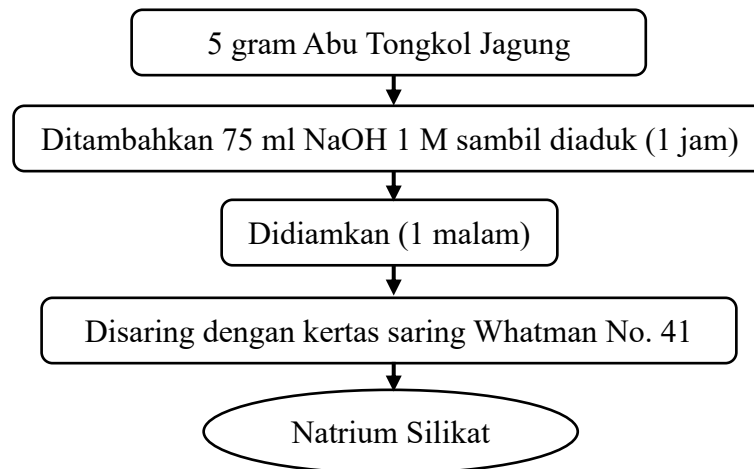 5 gram Abu Tongkol Jagung
Ditambahkan 75 ml NaOH 1 M sambil diaduk (1 jam)
Didiamkan (1 malam)
Disaring dengan kertas saring Whatman No. 41
Natrium Silikat